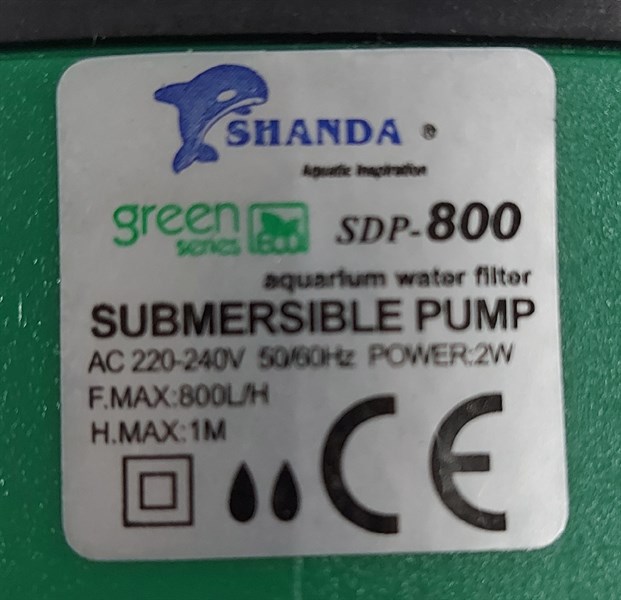 SHANDA ®
Aquatic Inspiration
green series ECO SDP-800
aquarium water filter
SUBMERSIBLE PUMP
AC 220-240V 50/60Hz POWER:2W
F.MAX:800L/H
H.MAX:1M
CE